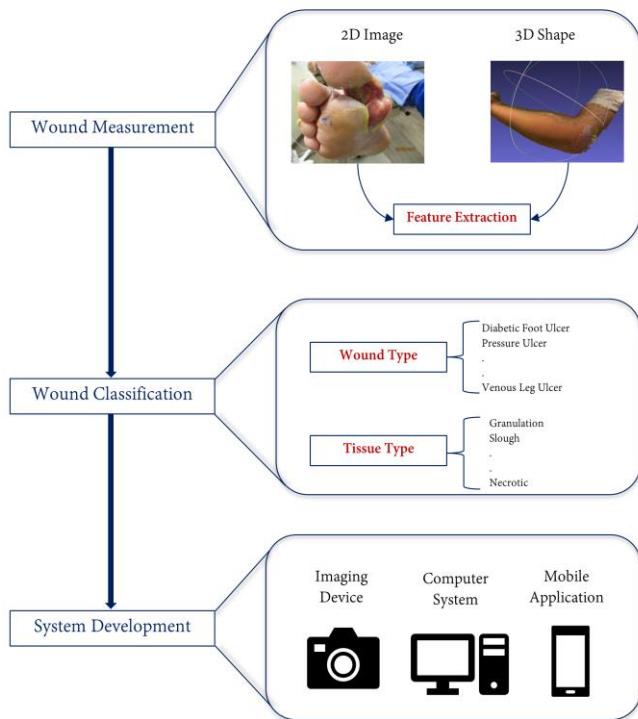 2D Image
3D Shape
Wound Measurement
Feature Extraction
Wound Classification
Wound Type
Diabetic Foot Ulcer
Pressure Ulcer
.
.
Venous Leg Ulcer
Tissue Type
Granulation
Slough
.
.
Necrotic
System Development
Imaging
Device
Computer
System
Mobile
Application